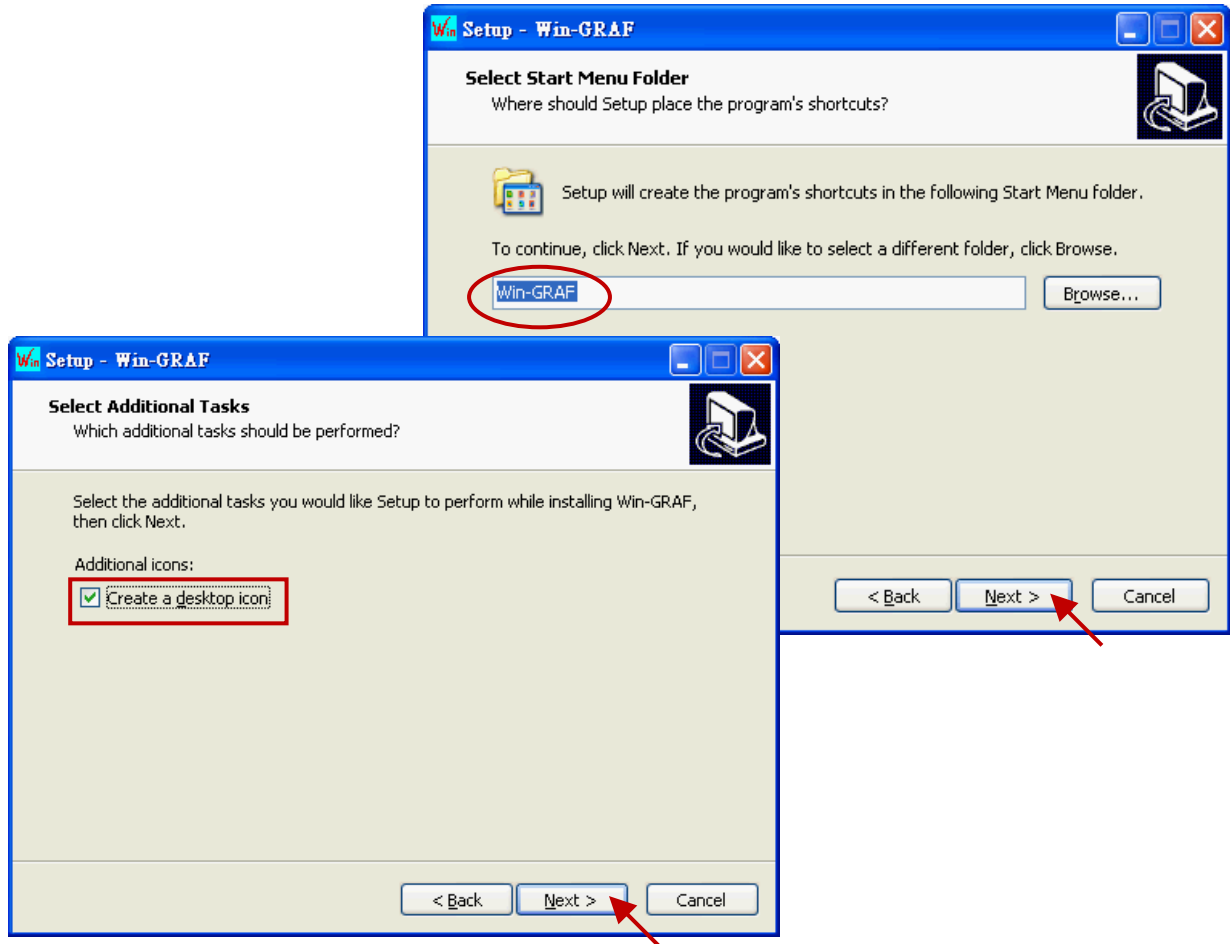 Win Setup - Win-GRAF
Select Start Menu Folder
Where should Setup place the program's shortcuts?
Setup will create the program's shortcuts in the following Start Menu folder.
To continue, click Next. If you would like to select a different folder, click Browse.
Win-GRAF
Browse...
< Back
Next >
Cancel
Win Setup - Win-GRAF
Select Additional Tasks
Which additional tasks should be performed?
Select the additional tasks you would like Setup to perform while installing Win-GRAF,
then click Next.
Additional icons:
Create a desktop icon
< Back
Next >
Cancel